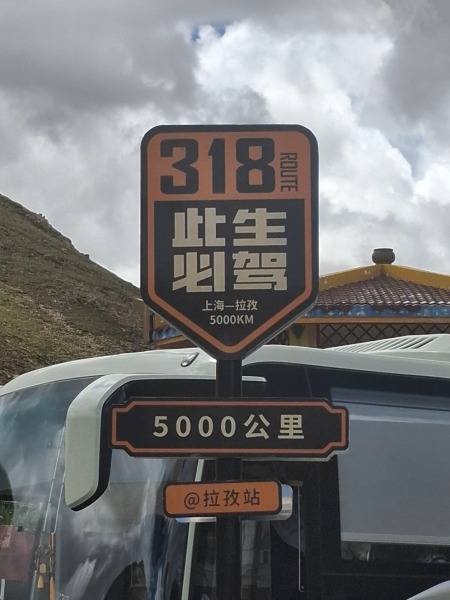 318
ROUTE
此生
必驾
上海—拉孜
5000KM
5000公里
@拉孜站